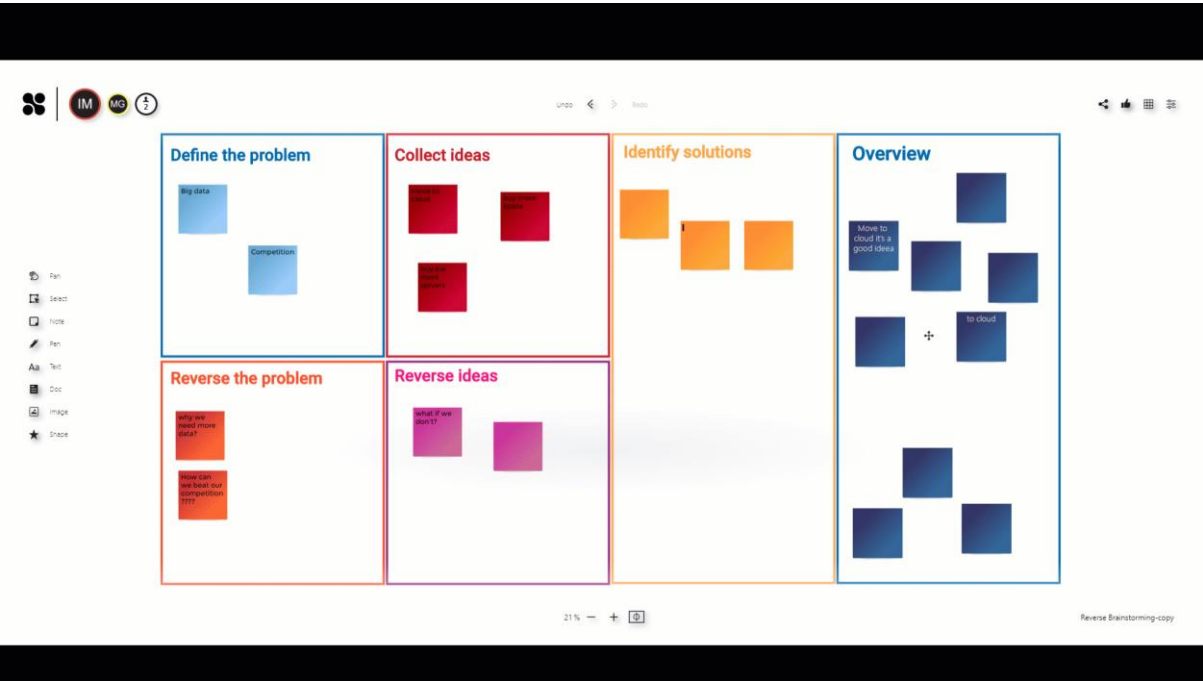 IM
MG
2
Undo
Redo
Define the problem
Big data
Competition
Collect ideas
Identify solutions
Overview
Move to
cloud it's a
good ideea
to cloud
Pan
Select
Note
Pen
Aa Text
Doc
Image
Shape
Reverse the problem
why we
need more
data?
How can
we beat our
competition
????
Reverse ideas
what if we
don't?
21%
Reverse Brainstorming-copy